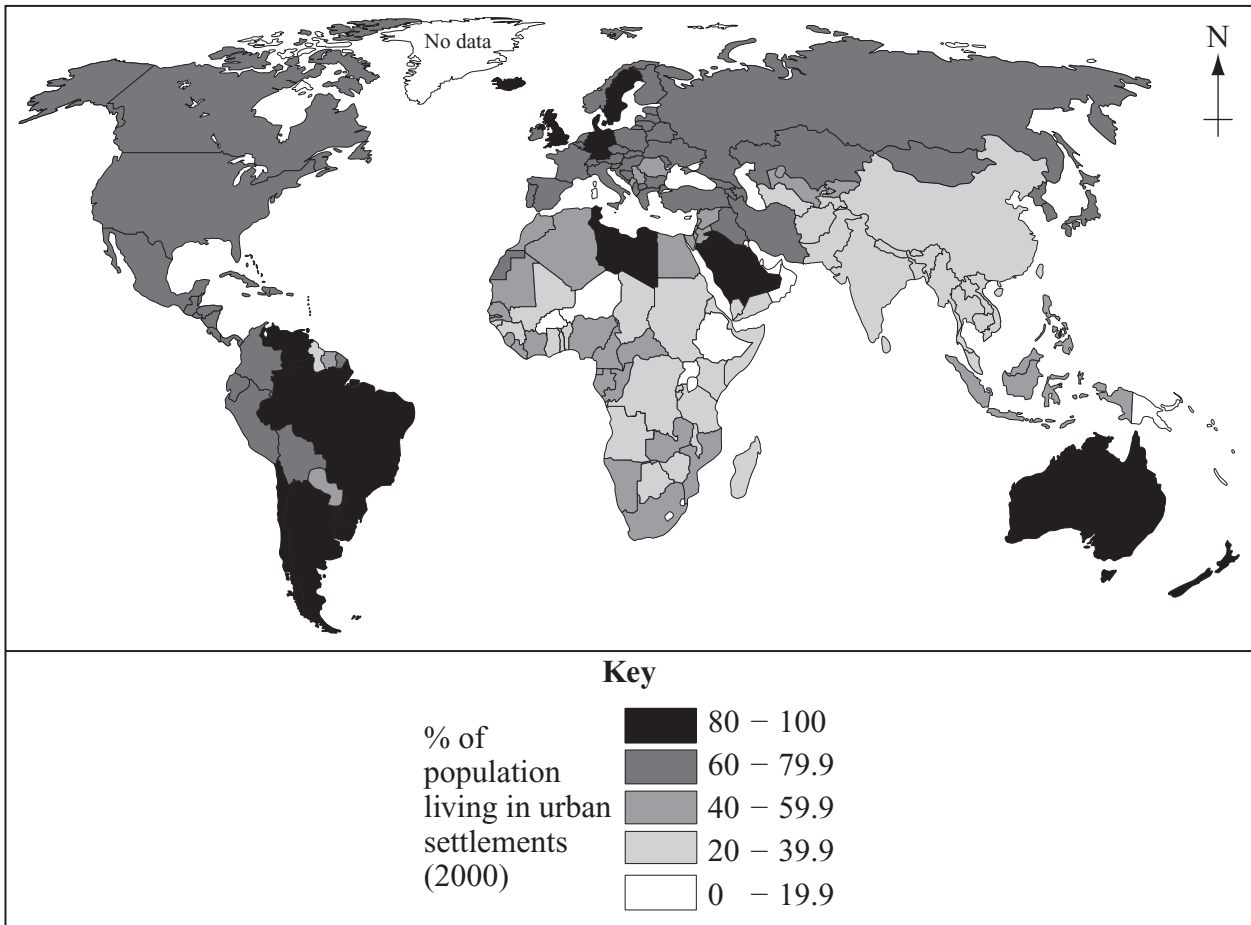 No data
N
Key
% of
population
living in urban
settlements
(2000)
80 – 100
60 – 79.9
40 – 59.9
20 – 39.9
0 – 19.9